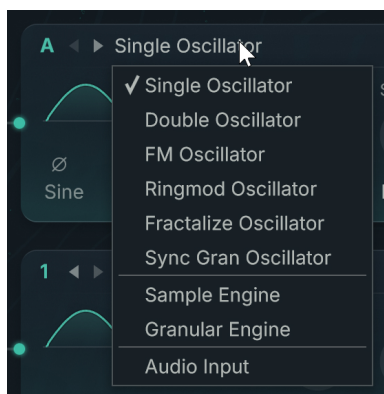 A Single Oscillator
Single Oscillator
Double Oscillator
FM Oscillator
Ringmod Oscillator
Fractalize Oscillator
Sync Gran Oscillator
Sample Engine
Granular Engine
Audio Input
Sine
1